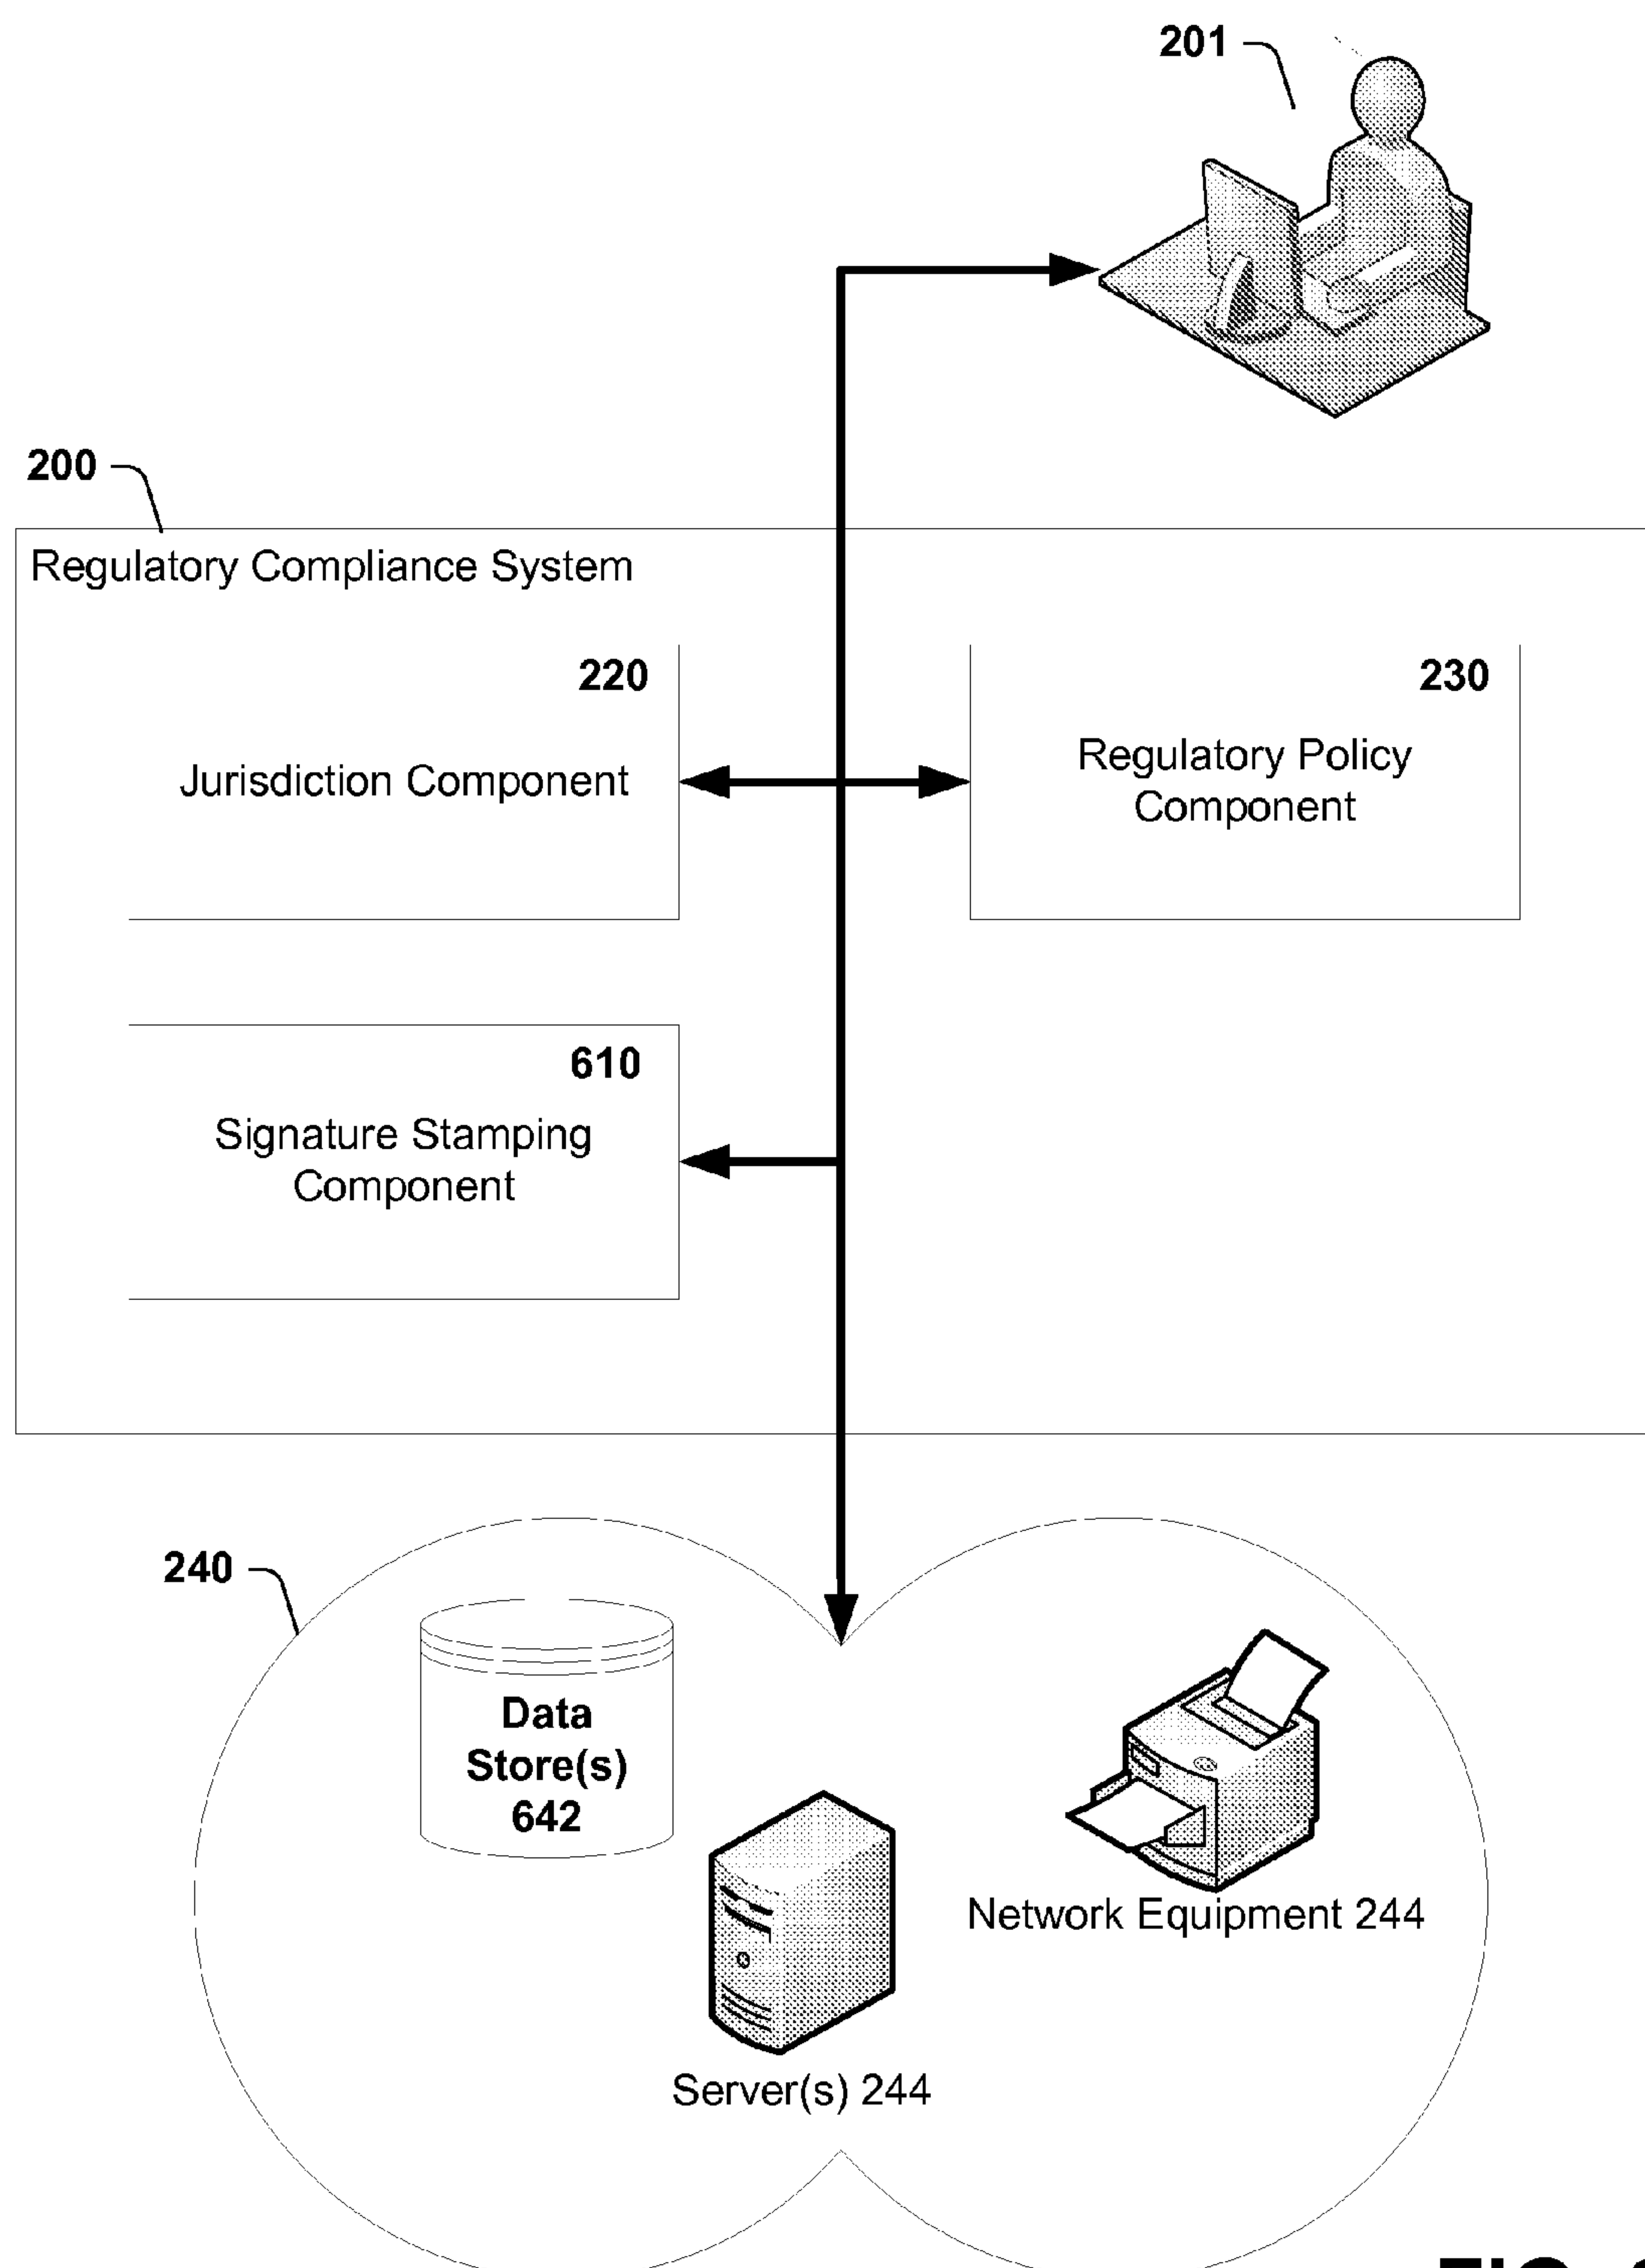 201
200
Regulatory Compliance System
220
Jurisdiction Component
230
Regulatory Policy
Component
610
Signature Stamping
Component
240
Data
Store(s)
642
Network Equipment 244
Server(s) 244